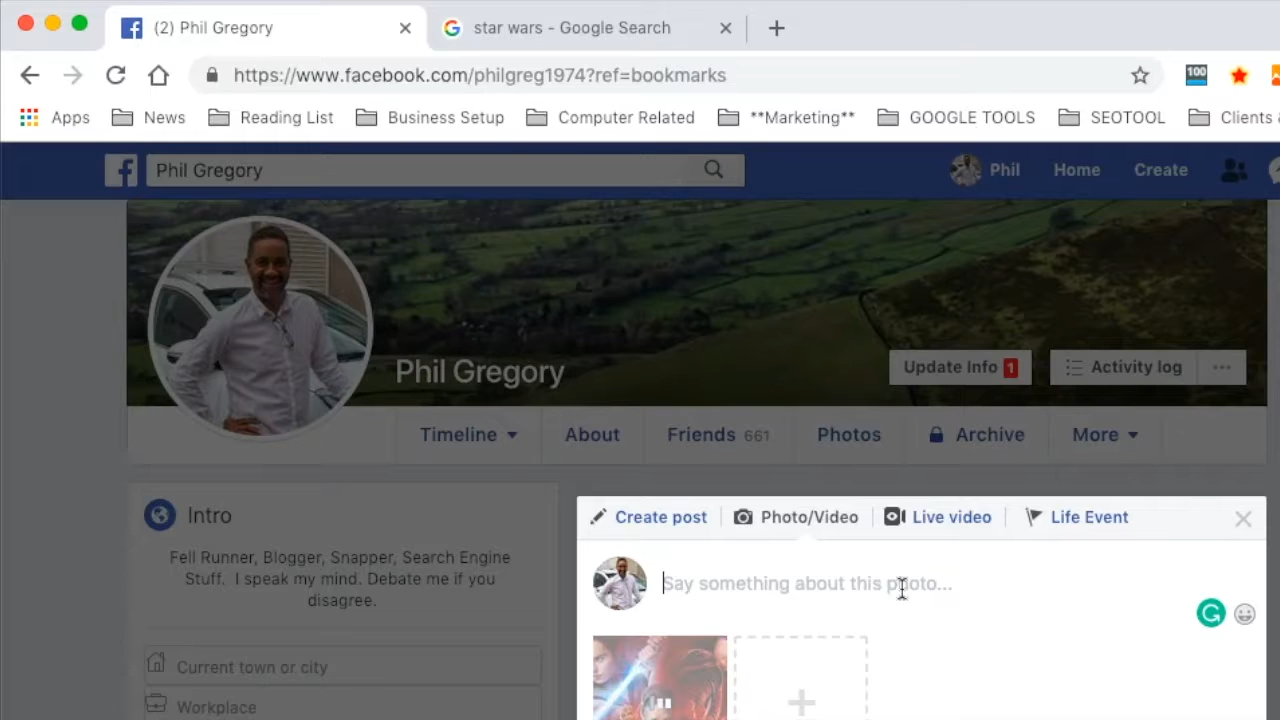 (2) Phil Gregory
star wars - Google Search
https://www.facebook.com/philgreg1974?ref=bookmarks
100
Apps News Reading List Business Setup Computer Related **Marketing** GOOGLE TOOLS SEOTOOL Clients &
Phil Gregory
Phil Home Create
Phil Gregory
Update Info 1 Activity log
Timeline About Friends 661 Photos Archive More
Intro
Fell Runner, Blogger, Snapper, Search Engine
Stuff. I speak my mind. Debate me if you
disagree.
Current town or city
Workplace
Create post Photo/Video Live video Life Event
Say something about this photo...